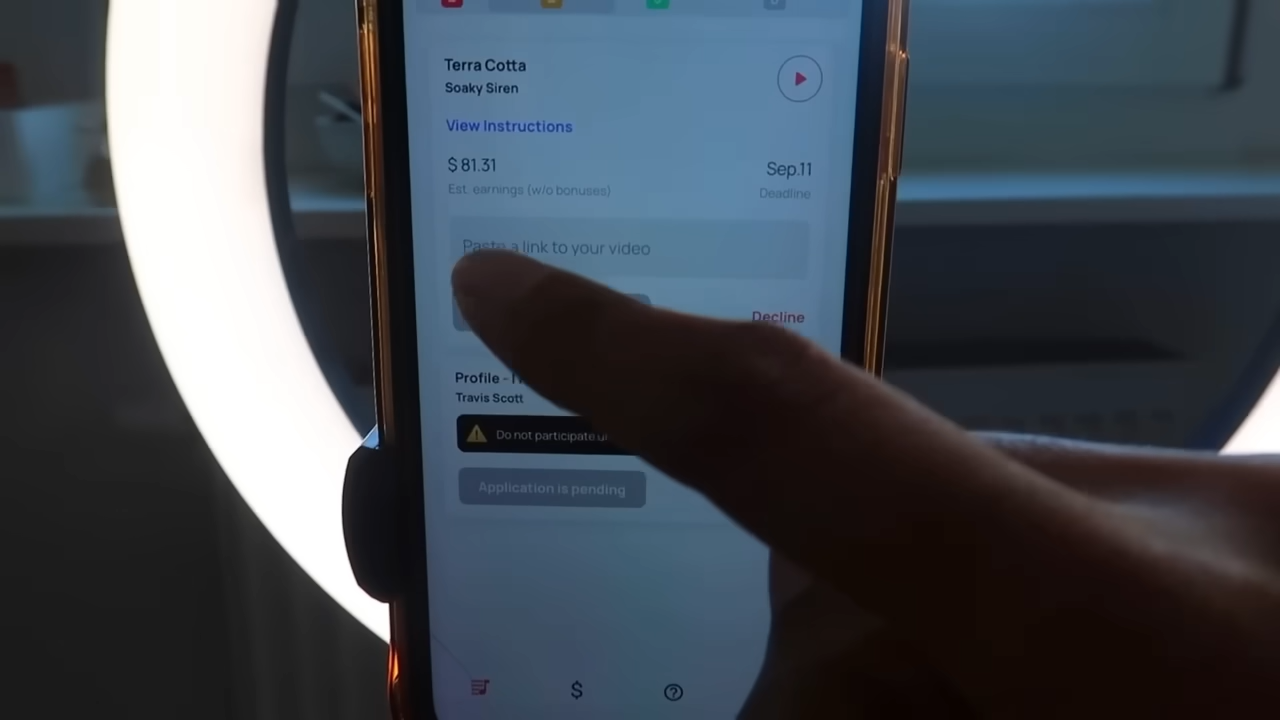 Terra Cotta
Soaky Siren
View Instructions
$ 81.31
Sep.11
Est. earnings (w/o bonuses)
Deadline
Paste a link to your video
Decline
Profile -
Travis Scott
Do not participate
Application is pending
$
?